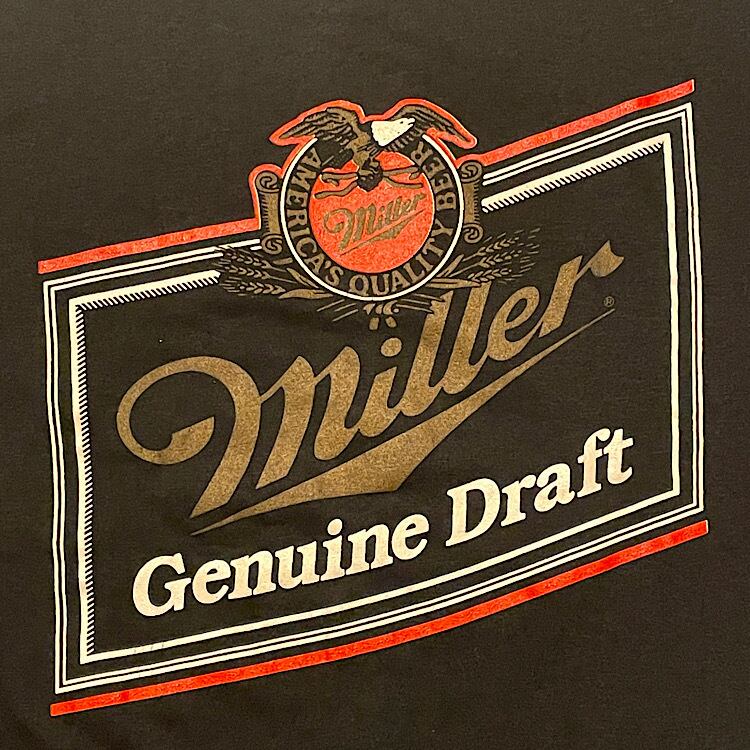 AMERICA'S QUALITY BEER
Miller
Miller®
Genuine Draft